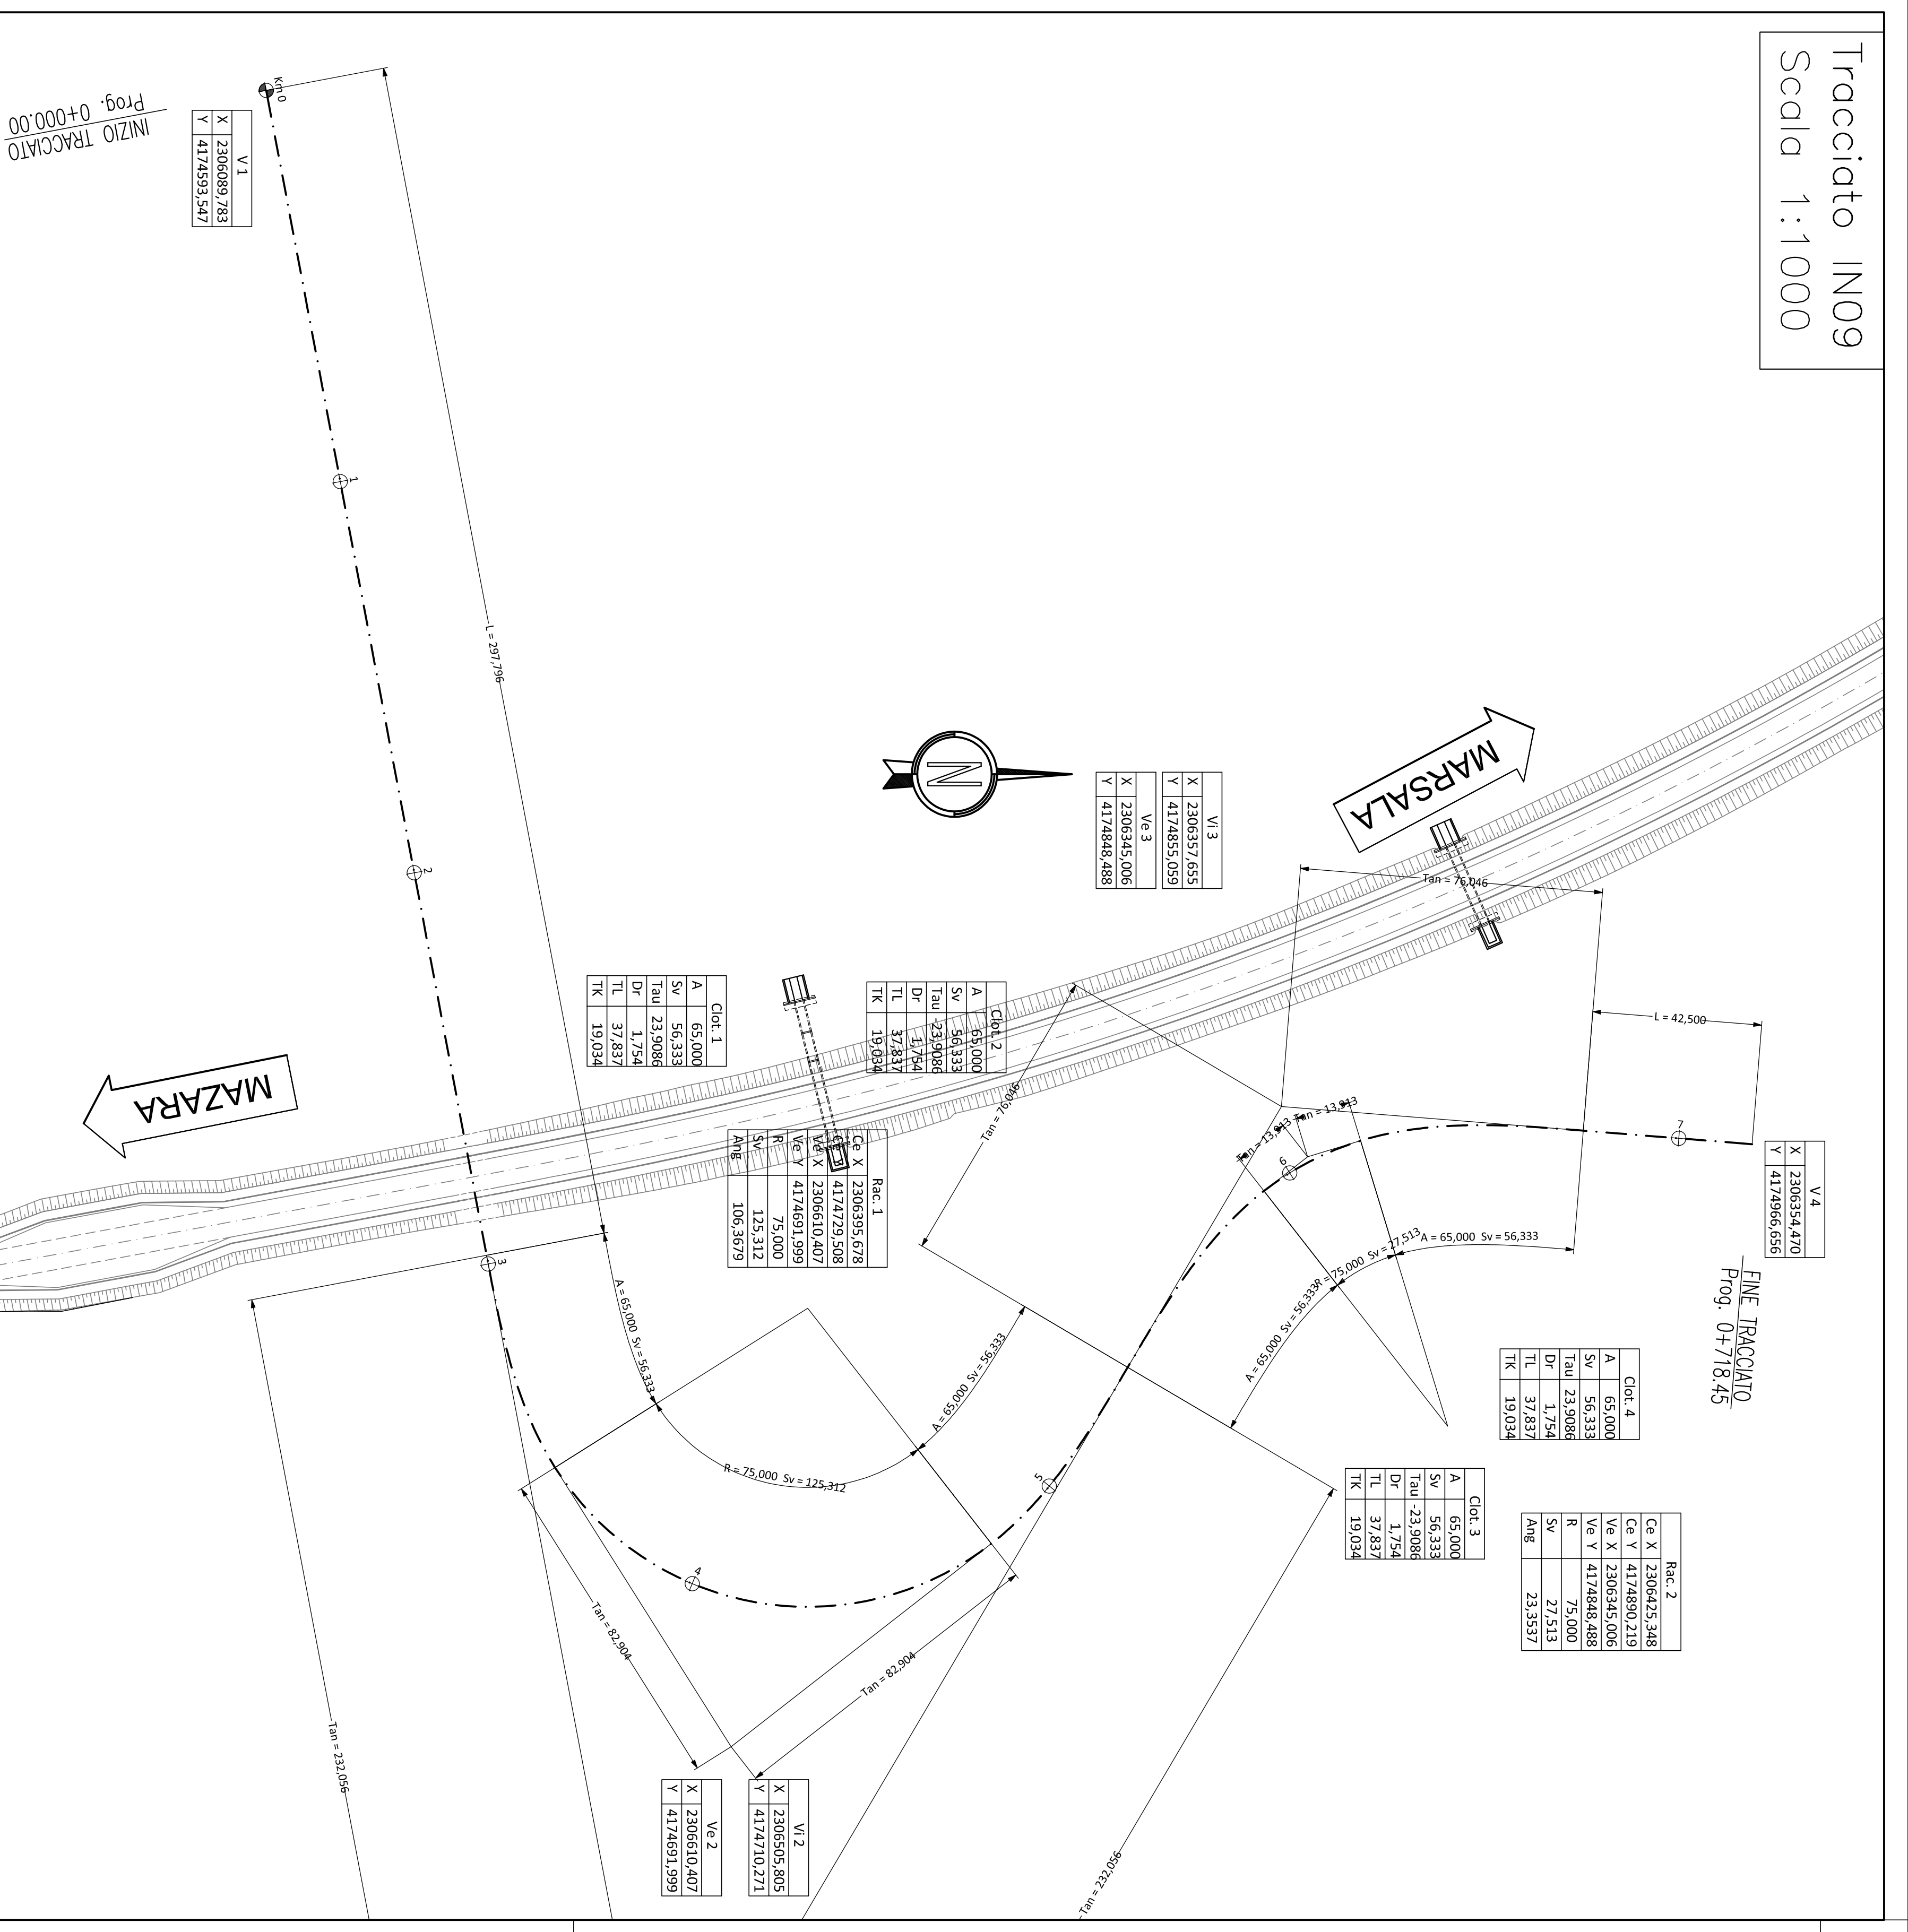 Tracciato IN09
Scala 1:1000
INIZIO TRACCIATO
Prog. 0+000.00
Km 0
V 1
X 2306089,783
Y 4174593,547
1
2
3
4
5
6
7
L = 297,796
N
Vi 3
X 2306357,655
Y 4174855,059
Ve 3
X 2306345,006
Y 4174848,488
MARSALA
MAZARA
Tan = 76,046
L = 42,500
Clot. 1
A 65,000
Sv 56,333
Tau 23,9086
Dr 1,754
TL 37,837
TK 19,034
Clot. 2
A 65,000
Sv 56,333
Tau -23,9086
Dr 1,754
TL 37,837
TK 19,034
Tan = 76,046
Tan = 13,913
Tan = 13,913
Rac. 1
Ce X 2306395,678
Ce Y 4174729,508
Ve X 2306610,407
Ve Y 4174691,999
R 75,000
Sv 125,312
Ang 106,3679
V 4
X 2306354,470
Y 4174966,656
FINE TRACCIATO
Prog. 0+718.45
A = 65,000 Sv = 56,333
R = 75,000 Sv = 125,312
A = 65,000 Sv = 56,333
A = 65,000 Sv = 56,333
R = 75,000 Sv = 27,513
A = 65,000 Sv = 56,333
Clot. 4
A 65,000
Sv 56,333
Tau 23,9086
Dr 1,754
TL 37,837
TK 19,034
Clot. 3
A 65,000
Sv 56,333
Tau -23,9086
Dr 1,754
TL 37,837
TK 19,034
Rac. 2
Ce X 2306425,348
Ce Y 4174890,219
Ve X 2306345,006
Ve Y 4174848,488
R 75,000
Sv 27,513
Ang 23,3537
Tan = 82,904
Tan = 82,904
Tan = 232,056
Tan = 232,056
Vi 2
X 2306505,805
Y 4174710,271
Ve 2
X 2306610,407
Y 4174691,999